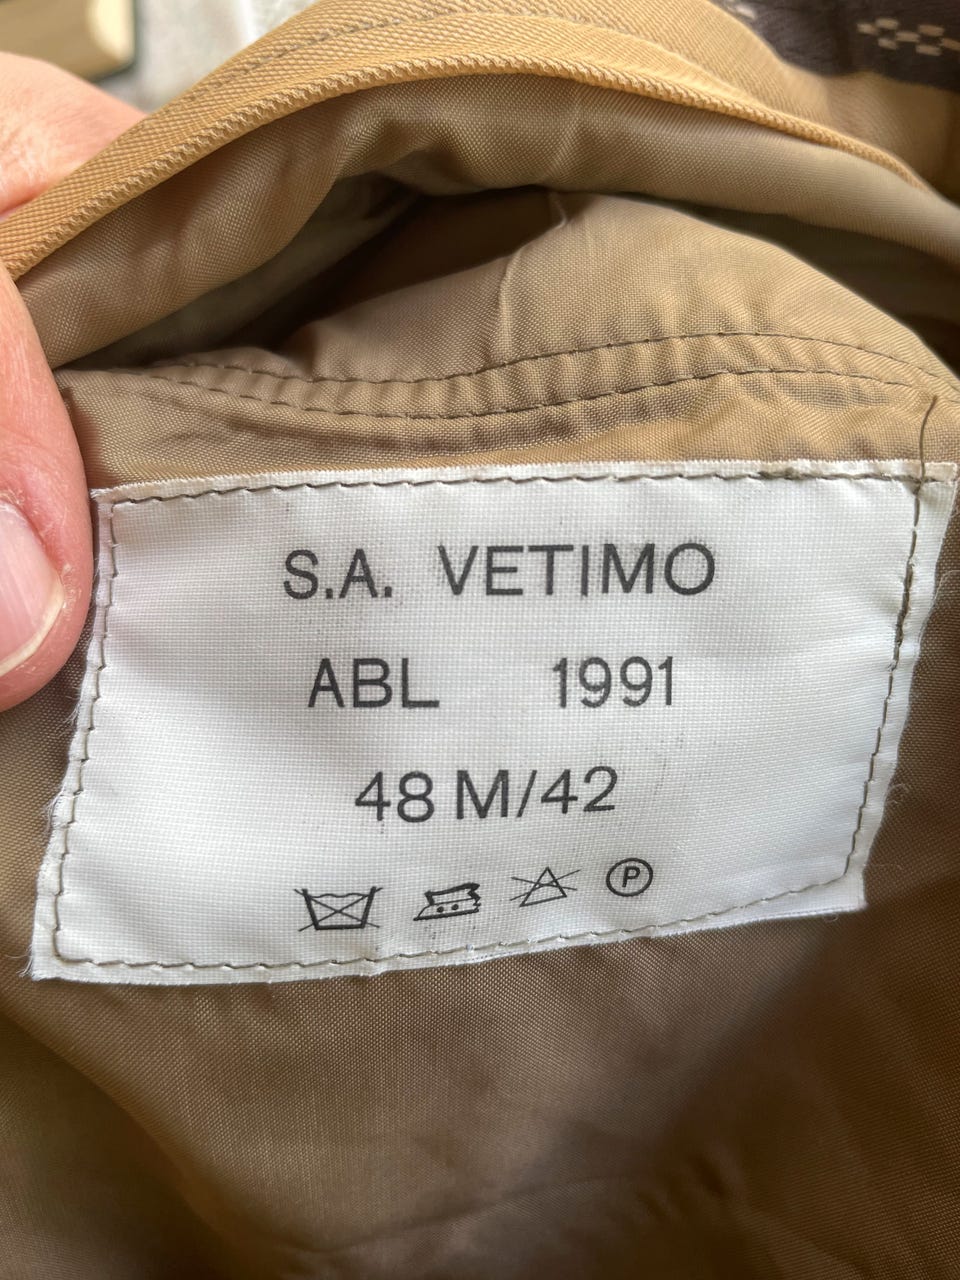 S.A. VETIMO
ABL 1991
48 M/42
P